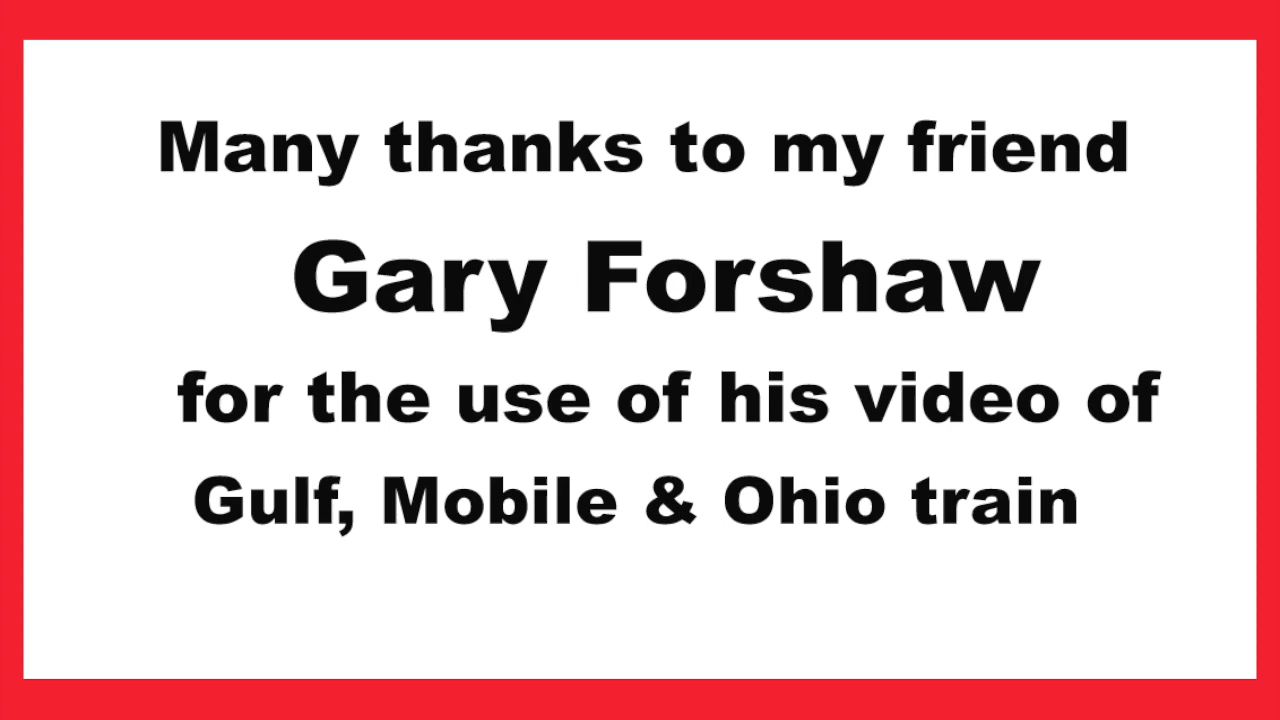 Many thanks to my friend
Gary Forshaw
for the use of his video of
Gulf, Mobile & Ohio train